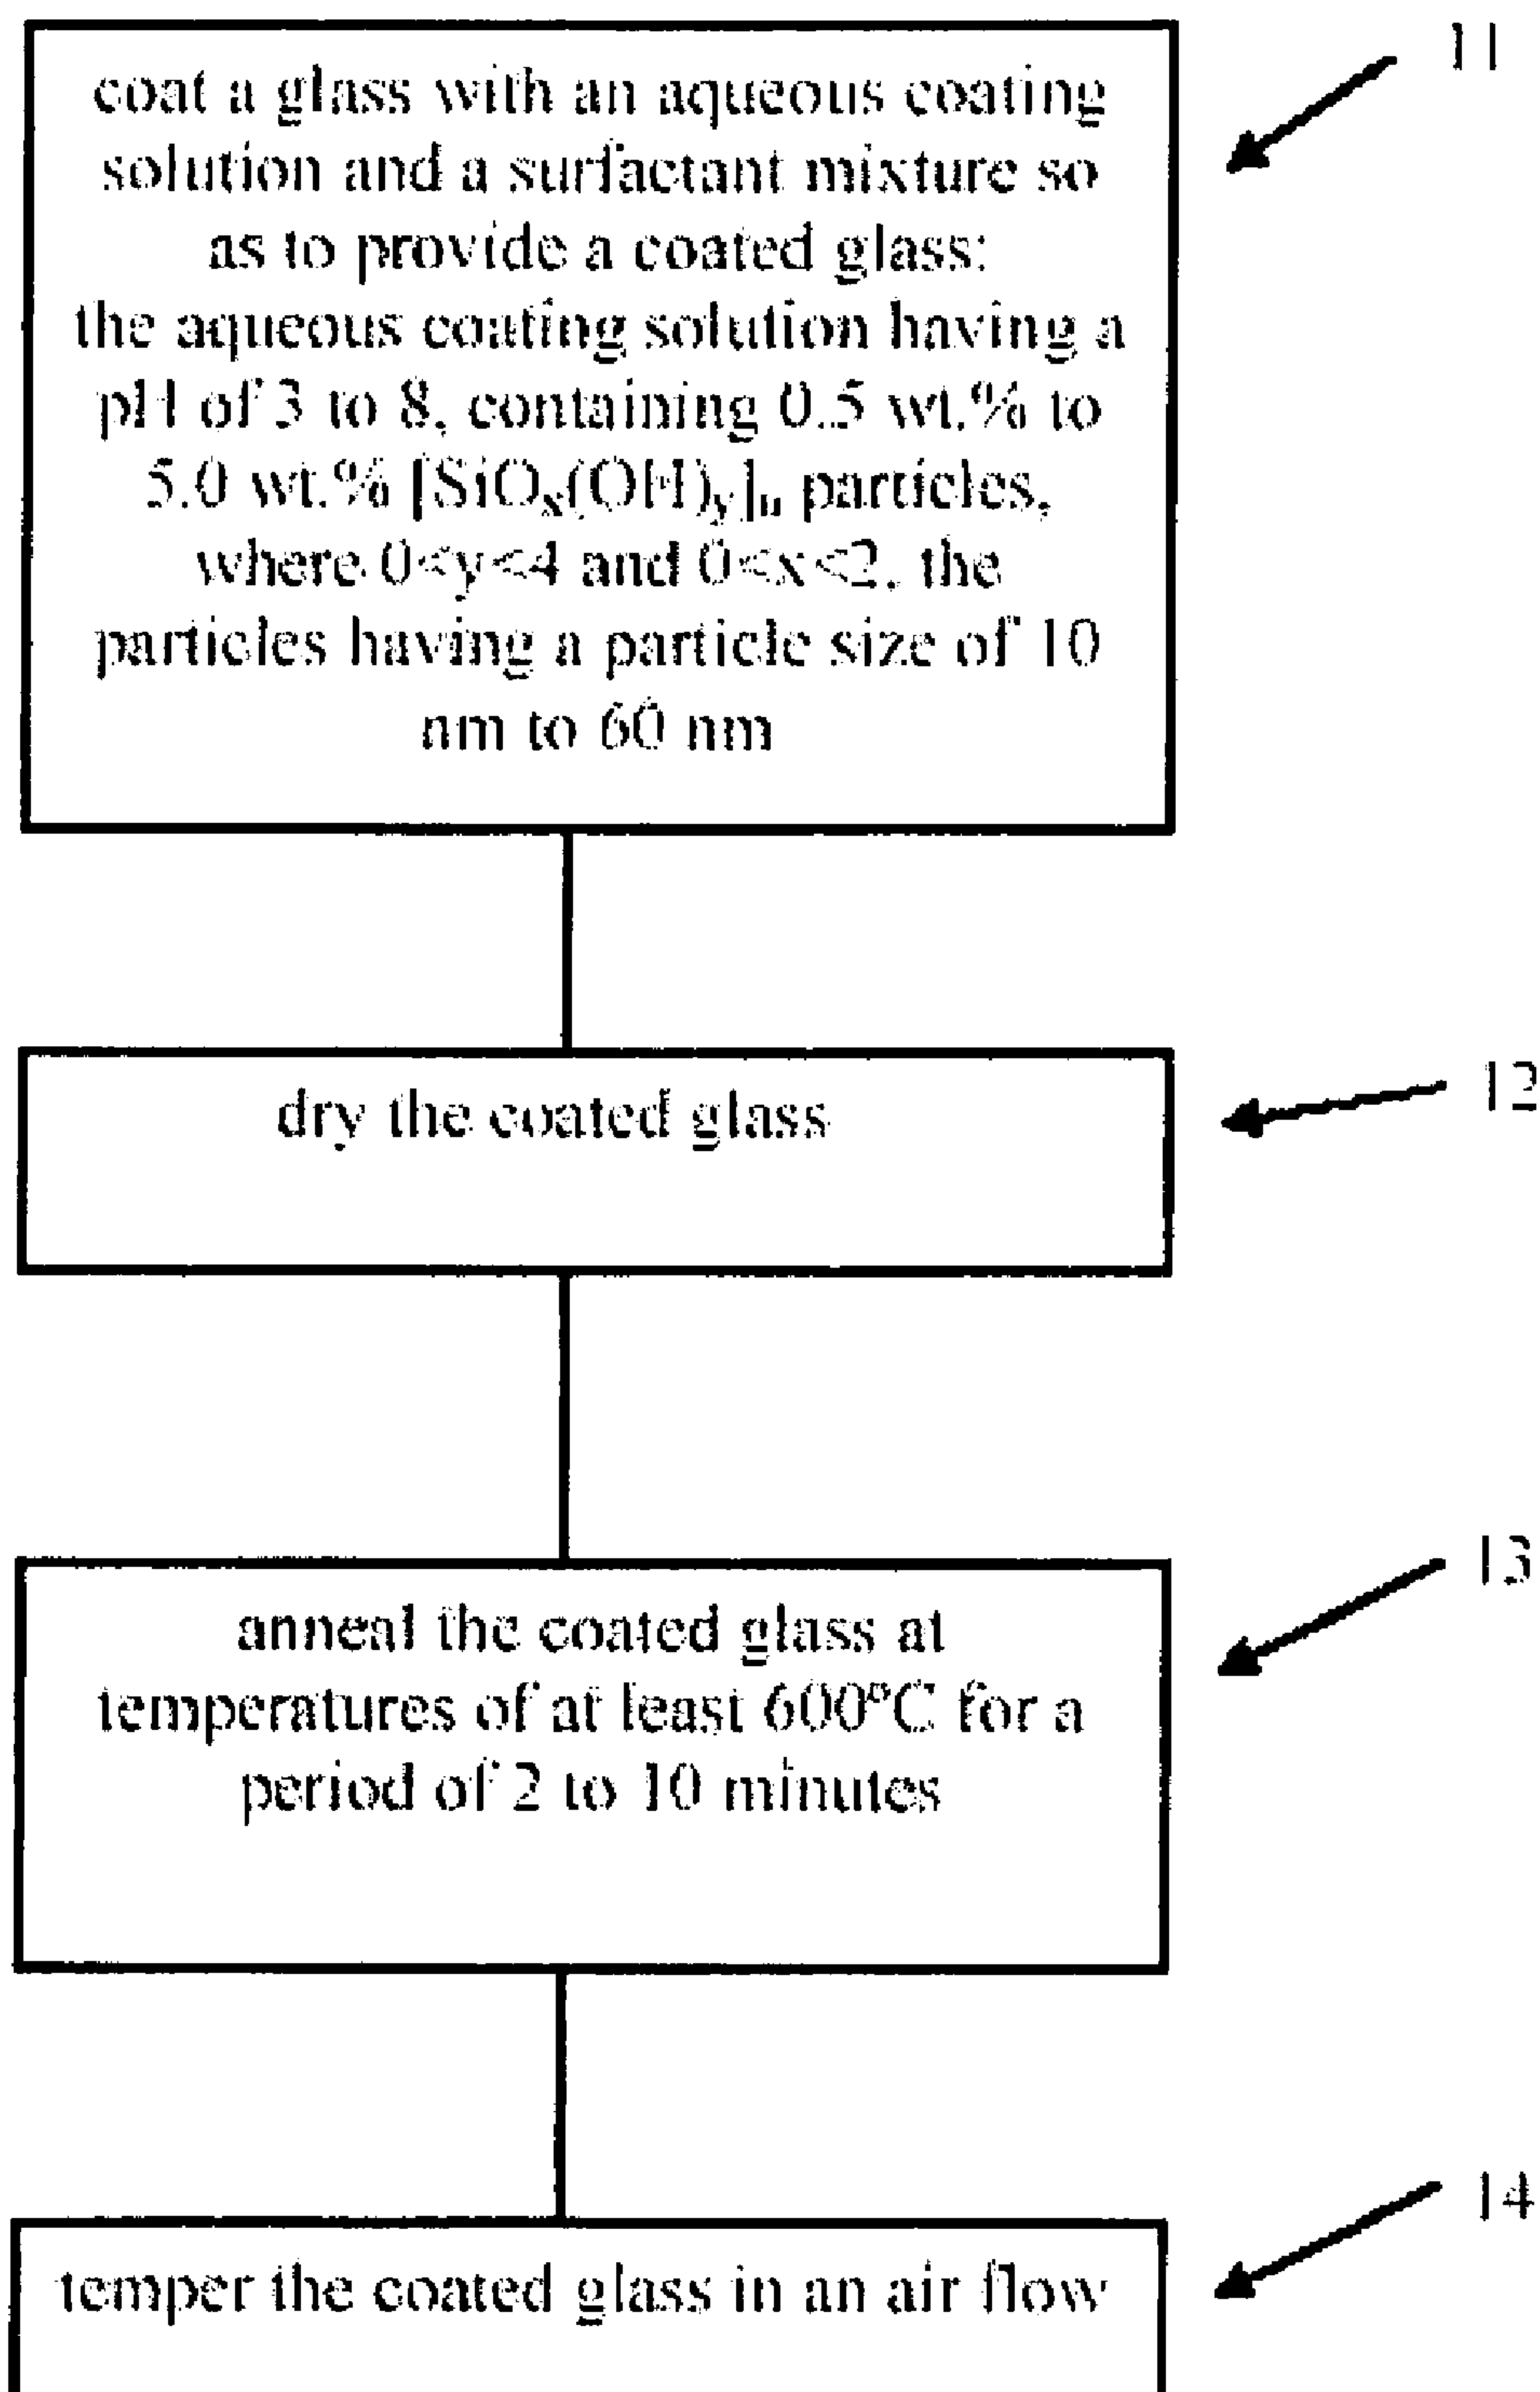 11
coat a glass with an aqueous coating
solution and a surfactant mixture so
as to provide a coated glass:
the aqueous coating solution having a
pH of 3 to 8, containing 0.5 wt.% to
5.0 wt.% [SiOₓ(OH)ᵧ]ₙ particles,
where 0<y<4 and 0<x<2, the
particles having a particle size of 10
nm to 60 nm
12
dry the coated glass
13
anneal the coated glass at
temperatures of at least 600°C for a
period of 2 to 10 minutes
14
temper the coated glass in an air flow